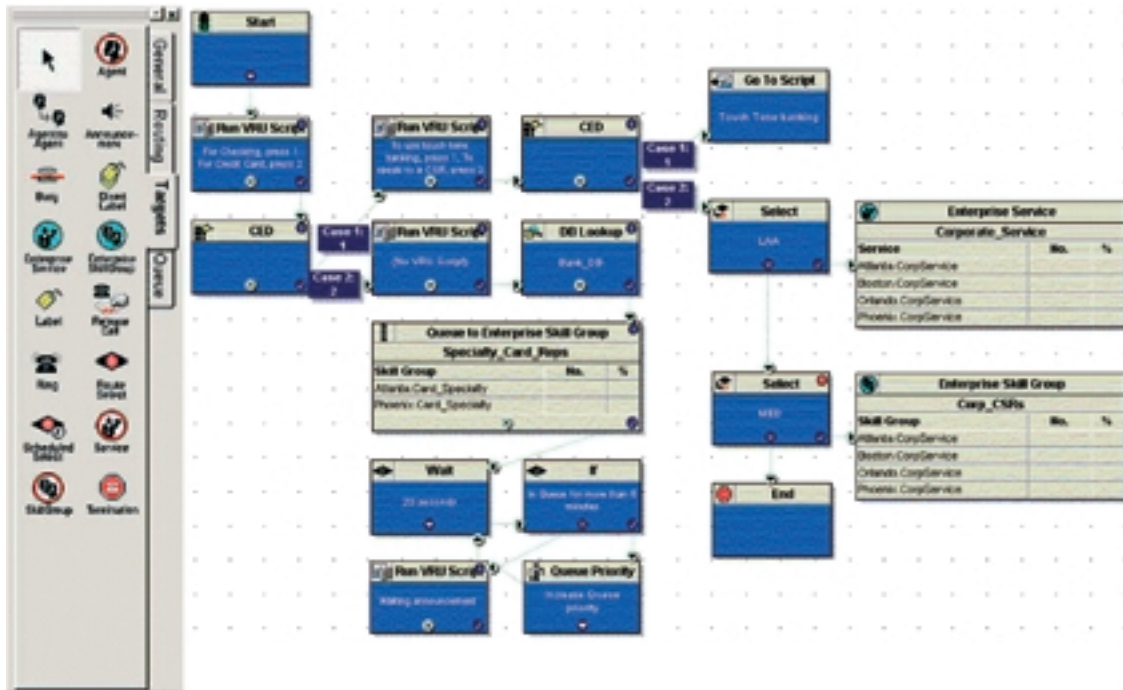 General
Routing
Targets
Queue
Agent
Agent to
Agent
Announce-
ment
Busy
Label
Enterprise
Service
Enterprise
SkillGroup
Label
Release
Call
Ring
Route
Select
Scheduled
Select
Service
SkillGroup
Termination
Start
Run VRU Script
For Checking, press 1
For Credit Card, press 2
Run VRU Script
To use touch tone
banking, press 1, To
speak to a CSR, press 2
CED
Case 1:
1
Case 2:
2
Go To Script
Touch Tone banking
CED
Case 1:
1
Case 2:
2
Run VRU Script
(No VRU Script)
DB Lookup
Bank_DB
Select
LAA
Enterprise Service
Corporate_Service
Service No. %
Atlanta.CorpService
Boston.CorpService
Orlando.CorpService
Phoenix.CorpService
Queue to Enterprise Skill Group
Specialty_Card_Reps
Skill Group No. %
Atlanta.Card_Specialty
Phoenix.Card_Specialty
Select
MED
Enterprise Skill Group
Corp_CSRs
Skill Group No. %
Atlanta.CorpService
Boston.CorpService
Orlando.CorpService
Phoenix.CorpService
Wait
20 seconds
If
In Queue for more than
minutes
End
Run VRU Script
Waiting announcement
Queue Priority
Increase Queue
priority